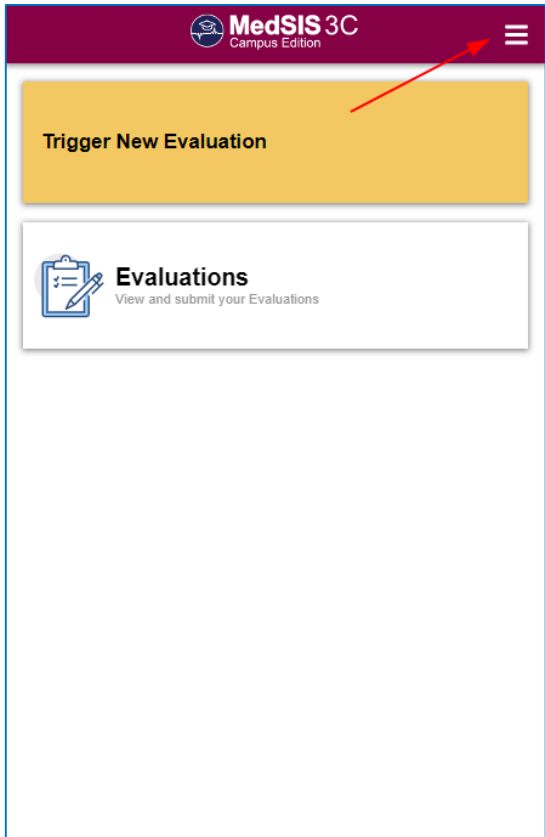 MedSIS 3C
Campus Edition
Trigger New Evaluation
Evaluations
View and submit your Evaluations